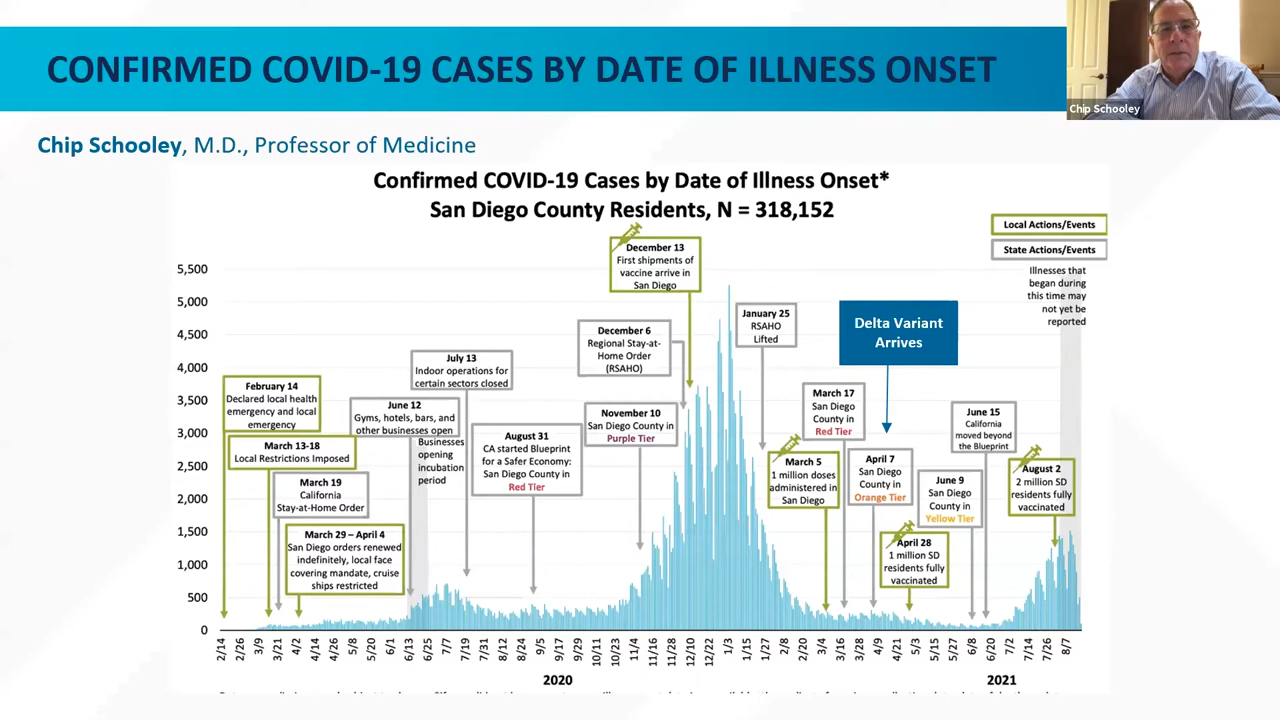 CONFIRMED COVID-19 CASES BY DATE OF ILLNESS ONSET
Chip Schooley
Chip Schooley, M.D., Professor of Medicine
Confirmed COVID-19 Cases by Date of Illness Onset*
San Diego County Residents, N = 318,152
Local Actions/Events
State Actions/Events
Illnesses that
began during
this time may
not yet be
reported
5,500
5,000
4,500
4,000
3,500
3,000
2,500
2,000
1,500
1,000
500
0
February 14
Declared local health
emergency and local
emergency
March 13-18
Local Restrictions Imposed
March 19
California
Stay-at-Home Order
March 29 – April 4
San Diego orders renewed
indefinitely, local face
covering mandate, cruise
ships restricted
June 12
Gyms, hotels, bars, and
other businesses open
Businesses
opening
incubation
period
July 13
Indoor operations for
certain sectors closed
August 31
CA started Blueprint
for a Safer Economy:
San Diego County in
Red Tier
November 10
San Diego County in
Purple Tier
December 6
Regional Stay-at-
Home Order
(RSAHO)
December 13
First shipments of
vaccine arrive in
San Diego
January 25
RSAHO
Lifted
March 5
1 million doses
administered in
San Diego
March 17
San Diego
County in
Red Tier
Delta Variant
Arrives
April 7
San Diego
County in
Orange Tier
April 28
1 million SD
residents fully
vaccinated
June 9
San Diego
County in
Yellow Tier
June 15
California
moved beyond
the Blueprint
August 2
2 million SD
residents fully
vaccinated
2/14 2/26 3/9 3/21 4/2 4/14 4/26 5/8 5/20 6/1 6/13 6/25 7/7 7/19 7/31 8/12 8/24 9/5 9/17 9/29 10/11 10/23 11/4 11/16 11/28 12/10 12/22 1/3 1/15 1/27 2/8 2/20 3/4 3/16 3/28 4/9 4/21 5/3 5/15 5/27 6/8 6/20 7/2 7/14 7/26 8/7
2020 2021